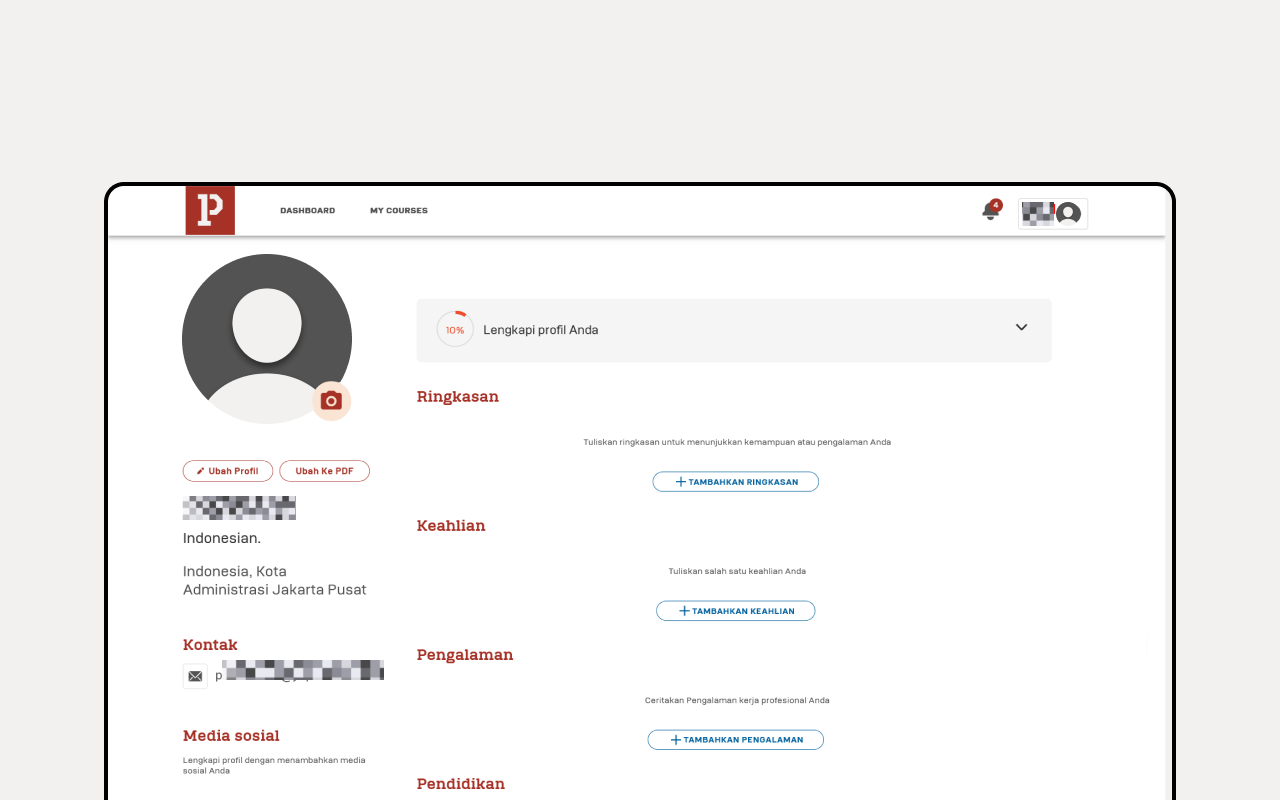 P
DASHBOARD
MY COURSES
4
10%
Lengkapi profil Anda
Ubah Profil
Ubah Ke PDF
Indonesian.
Indonesia, Kota
Administrasi Jakarta Pusat
Kontak
p
Media sosial
Lengkapi profil dengan menambahkan media
sosial Anda
Ringkasan
Tuliskan ringkasan untuk menunjukkan kemampuan atau pengalaman Anda
TAMBAHKAN RINGKASAN
Keahlian
Tuliskan salah satu keahlian Anda
TAMBAHKAN KEAHLIAN
Pengalaman
Ceritakan Pengalaman kerja profesional Anda
TAMBAHKAN PENGALAMAN
Pendidikan